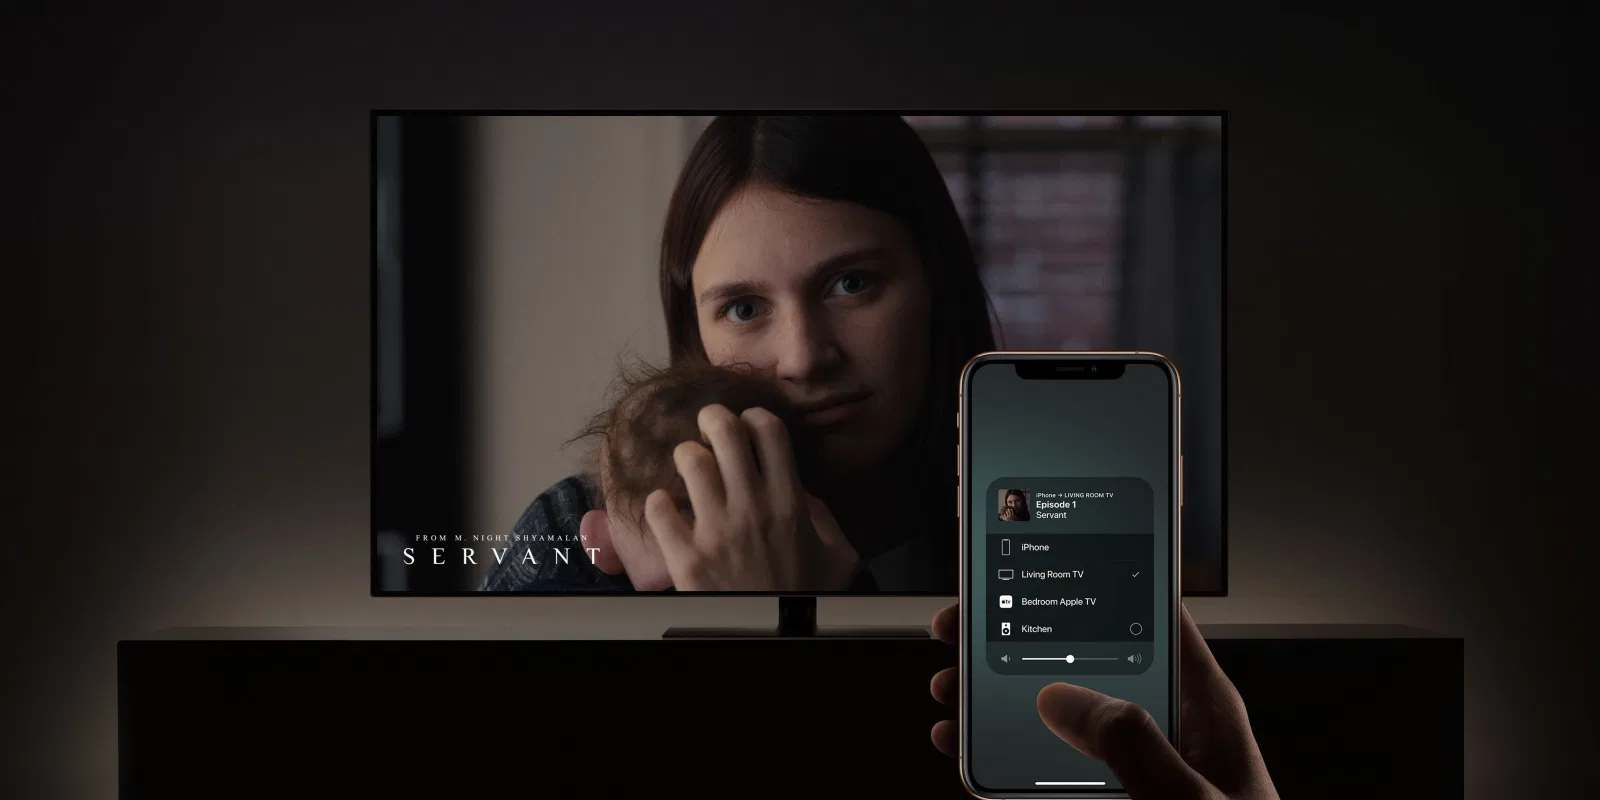 FROM M. NIGHT SHYAMALAN
SERVANT
iPhone → LIVING ROOM TV
Episode 1
Servant
iPhone
Living Room TV
Bedroom Apple TV
Kitchen